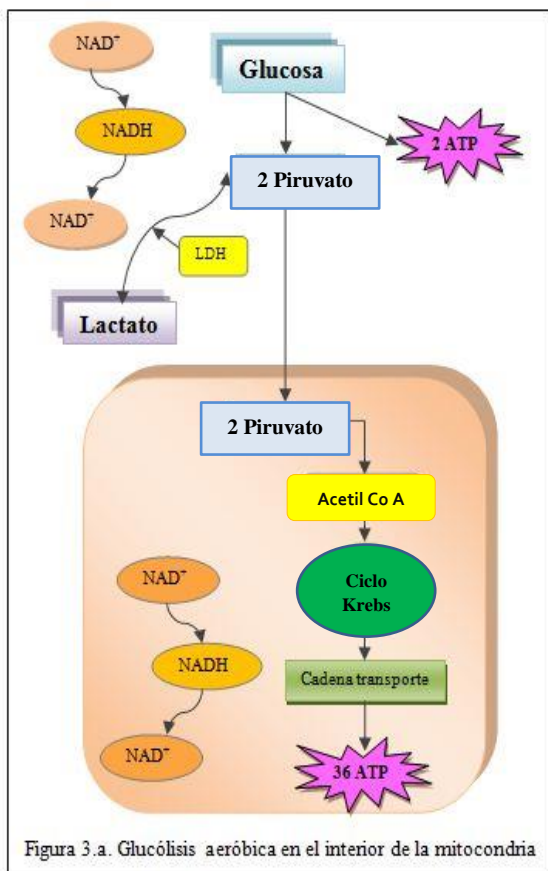 NAD⁺
Glucosa
NADH
2 ATP
2 Piruvato
NAD⁺
LDH
Lactato
2 Piruvato
Acetil Co A
NAD⁺
Ciclo
Krebs
NADH
Cadena transporte
NAD⁺
36 ATP
Figura 3.a. Glucólisis aeróbica en el interior de la mitocondria